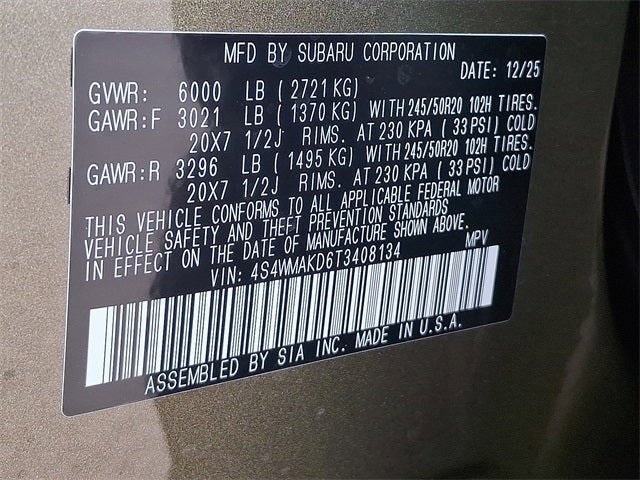 MFD BY SUBARU CORPORATION
DATE: 12/25
GVWR: 6000 LB ( 2721 KG)
GAWR:F 3021 LB ( 1370 KG) WITH 245/50R20 102H TIRES.
20X7 1/2J RIMS. AT 230 KPA ( 33 PSI) COLD
GAWR:R 3296 LB ( 1495 KG) WITH 245/50R20 102H TIRES.
20X7 1/2J RIMS. AT 230 KPA ( 33 PSI) COLD
THIS VEHICLE CONFORMS TO ALL APPLICABLE FEDERAL MOTOR
VEHICLE SAFETY AND THEFT PREVENTION STANDARDS
IN EFFECT ON THE DATE OF MANUFACTURE SHOWN ABOVE.
VIN: 4S4WMAKD6T3408134 MPV
ASSEMBLED BY SIA INC. MADE IN U.S.A.